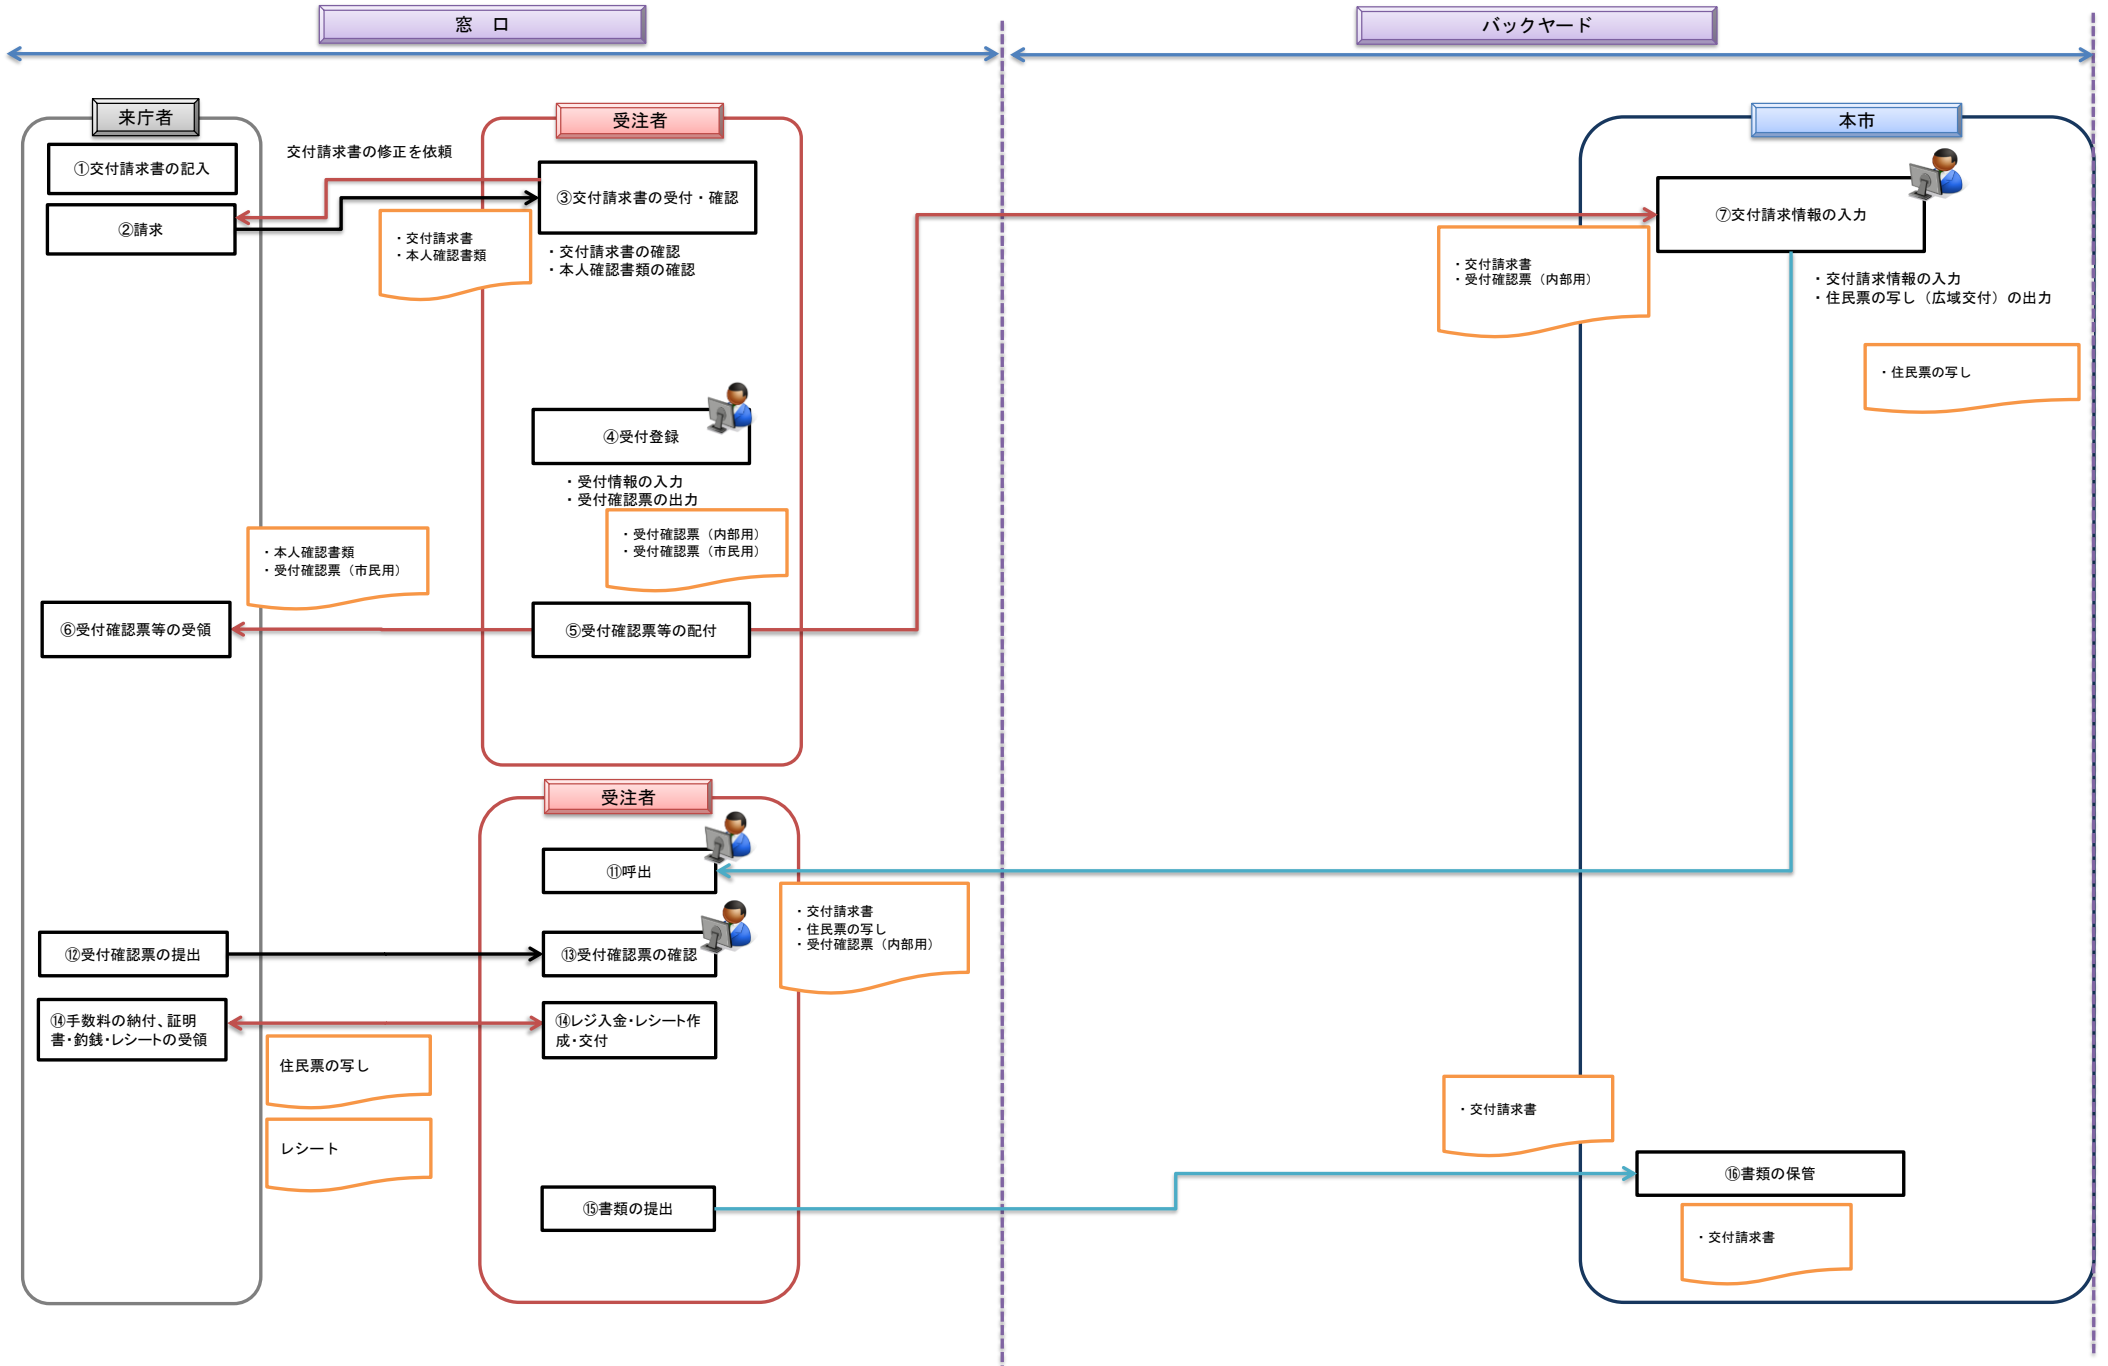 窓　口
バックヤード
来庁者
受注者
本市
①交付請求書の記入
交付請求書の修正を依頼
②請求
③交付請求書の受付・確認
・交付請求書
・本人確認書類
・交付請求書の確認
・本人確認書類の確認
⑦交付請求情報の入力
・交付請求書
・受付確認票（内部用）
・交付請求情報の入力
・住民票の写し（広域交付）の出力
・住民票の写し
④受付登録
・受付情報の入力
・受付確認票の出力
・受付確認票（内部用）
・受付確認票（市民用）
・本人確認書類
・受付確認票（市民用）
⑥受付確認票等の受領
⑤受付確認票等の配付
受注者
⑪呼出
・交付請求書
・住民票の写し
・受付確認票（内部用）
⑫受付確認票の提出
⑬受付確認票の確認
⑭手数料の納付、証明
書・釣銭・レシートの受領
⑭レジ入金・レシート作
成・交付
住民票の写し
レシート
・交付請求書
⑮書類の提出
⑯書類の保管
・交付請求書